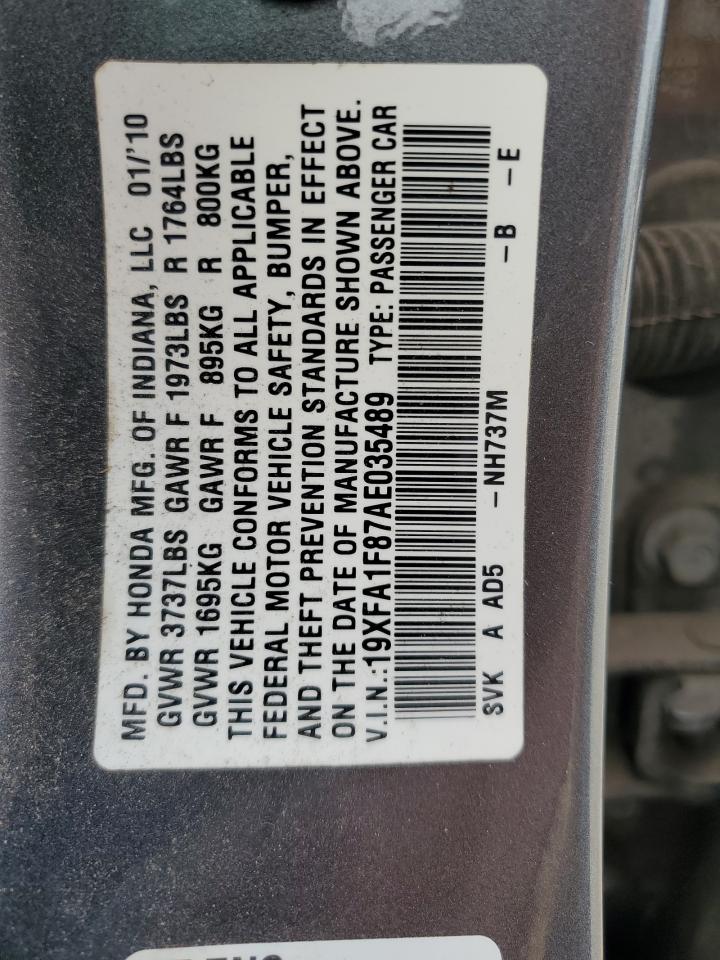 MFD. BY HONDA MFG. OF INDIANA, LLC 01/'10
GVWR 3737LBS GAWR F 1973LBS R 1764LBS
GVWR 1695KG GAWR F 895KG R 800KG
THIS VEHICLE CONFORMS TO ALL APPLICABLE
FEDERAL MOTOR VEHICLE SAFETY, BUMPER,
AND THEFT PREVENTION STANDARDS IN EFFECT
ON THE DATE OF MANUFACTURE SHOWN ABOVE.
V.I.N.:19XFA1F87AE035489 TYPE: PASSENGER CAR
SVK A AD5 -NH737M -B -E